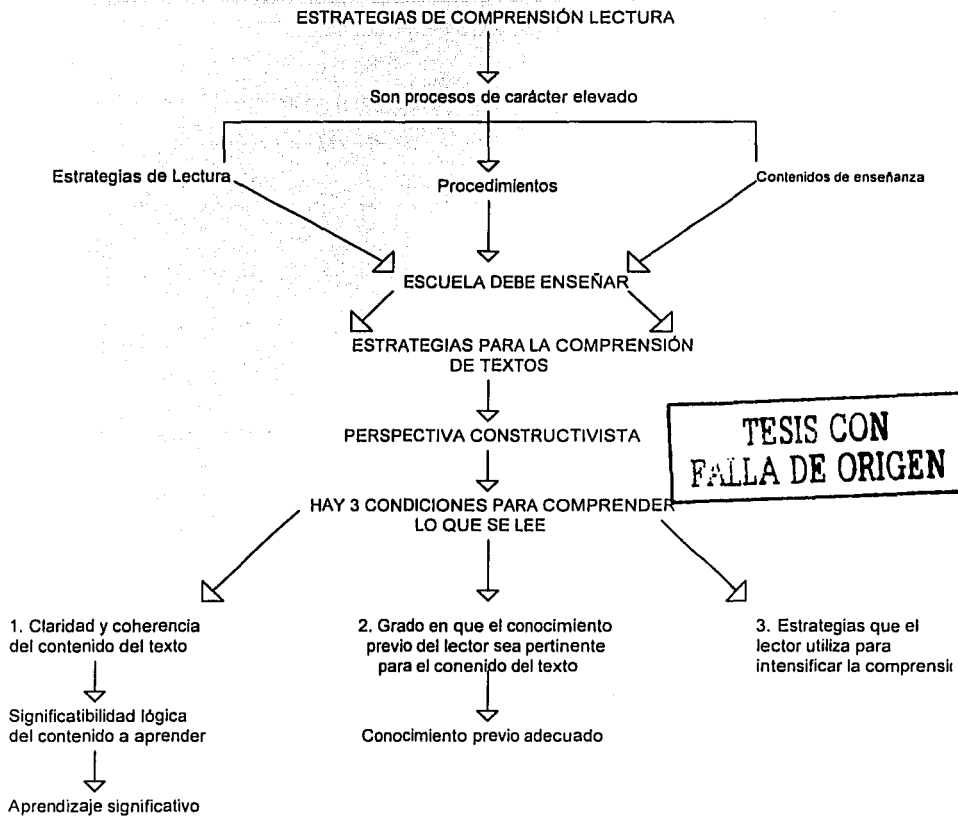 ESTRATEGIAS DE COMPRENSIÓN LECTURA
Son procesos de carácter elevado
Estrategias de Lectura
Procedimientos
Contenidos de enseñanza
ESCUELA DEBE ENSEÑAR
ESTRATEGIAS PARA LA COMPRENSIÓN
DE TEXTOS
PERSPECTIVA CONSTRUCTIVISTA
TESIS CON
FALLA DE ORIGEN
HAY 3 CONDICIONES PARA COMPRENDER
LO QUE SE LEE
1. Claridad y coherencia
del contenido del texto
2. Grado en que el conocimiento
previo del lector sea pertinente
para el conenido del texto
3. Estrategias que el
lector utiliza para
intensificar la comprensi
Significatibilidad lógica
del contenido a aprender
Conocimiento previo adecuado
Aprendizaje significativo